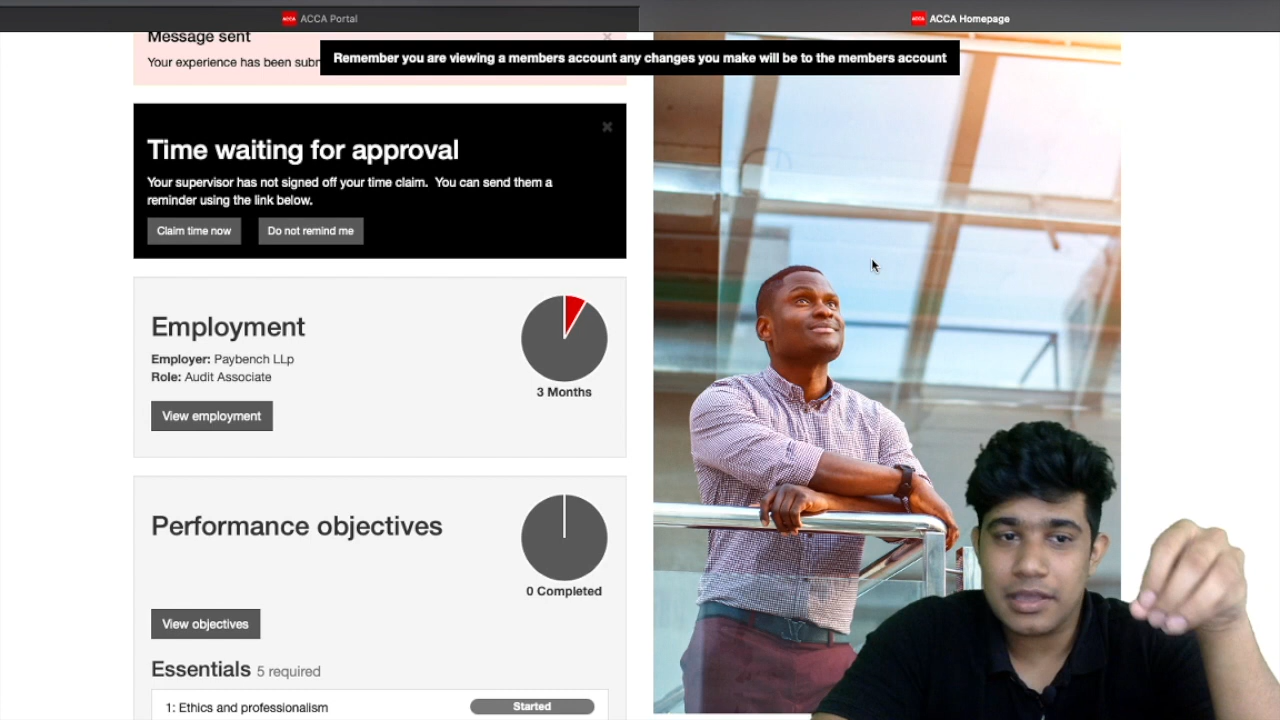 ACCA ACCA Portal
ACCA ACCA Homepage
Message sent
Your experience has been
Remember you are viewing a members account any changes you make will be to the members account
Time waiting for approval
Your supervisor has not signed off your time claim. You can send them a
reminder using the link below.
Claim time now
Do not remind me
Employment
Employer: Paybench LLp
Role: Audit Associate
3 Months
View employment
Performance objectives
0 Completed
View objectives
Essentials 5 required
1: Ethics and professionalism
Started